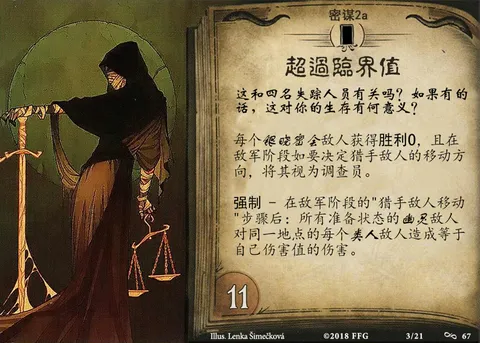 密谋2a
超過臨界值
这和四名失踪人员有关吗？如果有的
话，这对你的生存有何意义？
每个银暮密会敌人获得胜利0，且在
敌军阶段如要决定猎手敌人的移动方
向，将其视为调查员。
强制 – 在敌军阶段的"猎手敌人移动
"步骤后：所有准备状态的幽灵敌人
对同一地点的每个类人敌人造成等于
自己伤害值的伤害。
11
Illus. Lenka Šimečková
©2018 FFG
3/21
67